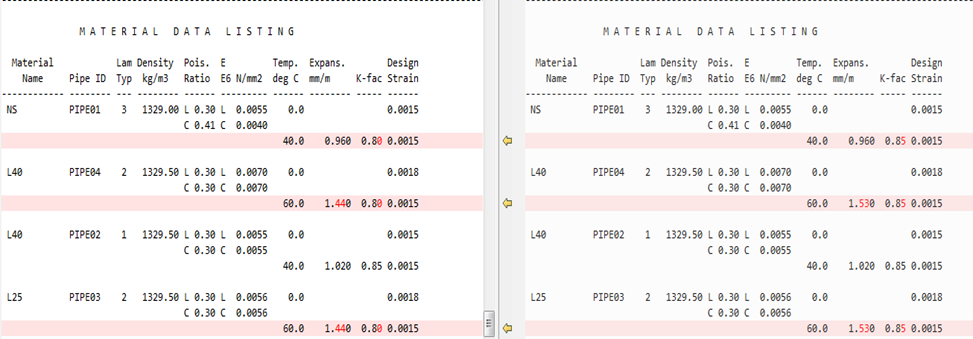 M A T E R I A L   D A T A   L I S T I N G
Material Lam Density Pois. E Temp. Expans. Design
Name Pipe ID Typ kg/m3 Ratio E6 N/mm2 deg C mm/m K-fac Strain
NS PIPE01 3 1329.00 L 0.30 L 0.0055 0.0 0.0015
C 0.41 C 0.0040
40.0 0.960 0.80 0.0015
L40 PIPE04 2 1329.50 L 0.30 L 0.0070 0.0 0.0018
C 0.30 C 0.0070
60.0 1.440 0.80 0.0015
L40 PIPE02 1 1329.50 L 0.30 L 0.0055 0.0 0.0015
C 0.30 C 0.0055
40.0 1.020 0.85 0.0015
L25 PIPE03 2 1329.50 L 0.30 L 0.0056 0.0 0.0018
C 0.30 C 0.0056
60.0 1.440 0.80 0.0015
M A T E R I A L   D A T A   L I S T I N G
Material Lam Density Pois. E Temp. Expans. Design
Name Pipe ID Typ kg/m3 Ratio E6 N/mm2 deg C mm/m K-fac Strain
NS PIPE01 3 1329.00 L 0.30 L 0.0055 0.0 0.0015
C 0.41 C 0.0040
40.0 0.960 0.85 0.0015
L40 PIPE04 2 1329.50 L 0.30 L 0.0070 0.0 0.0018
C 0.30 C 0.0070
60.0 1.530 0.85 0.0015
L40 PIPE02 1 1329.50 L 0.30 L 0.0055 0.0 0.0015
C 0.30 C 0.0055
40.0 1.020 0.85 0.0015
L25 PIPE03 2 1329.50 L 0.30 L 0.0056 0.0 0.0018
C 0.30 C 0.0056
60.0 1.530 0.85 0.0015